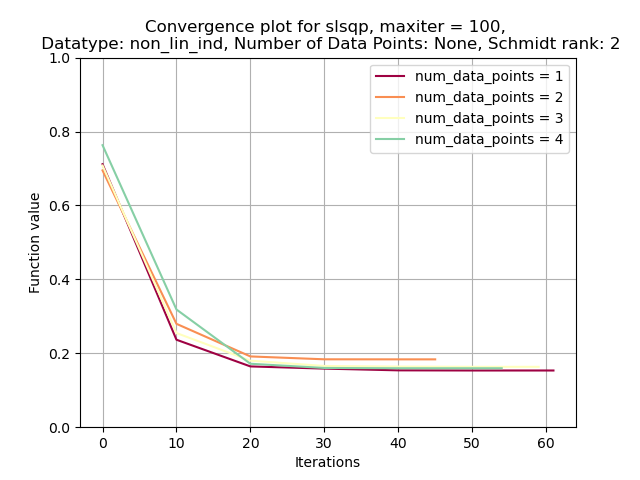 Convergence plot for slsqp, maxiter = 100,
Datatype: non_lin_ind, Number of Data Points: None, Schmidt rank: 2
num_data_points = 1
num_data_points = 2
num_data_points = 3
num_data_points = 4
Function value
1.0
0.8
0.6
0.4
0.2
0.0
0 10 20 30 40 50 60
Iterations